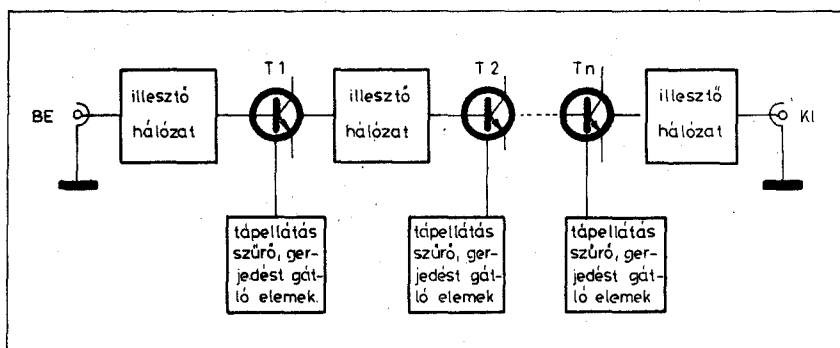 T1
T2
Tn
illesztő
hálózat
illesztő
hálózat
illesztő
hálózat
BE
KI
tápellátás
szűrő, ger-
jedést gát-
ló elemek.
tápellátás
szűrő, ger-
jedést gát-
ló elemek
tápellátás
szűrő, ger-
jedést gát-
ló elemek